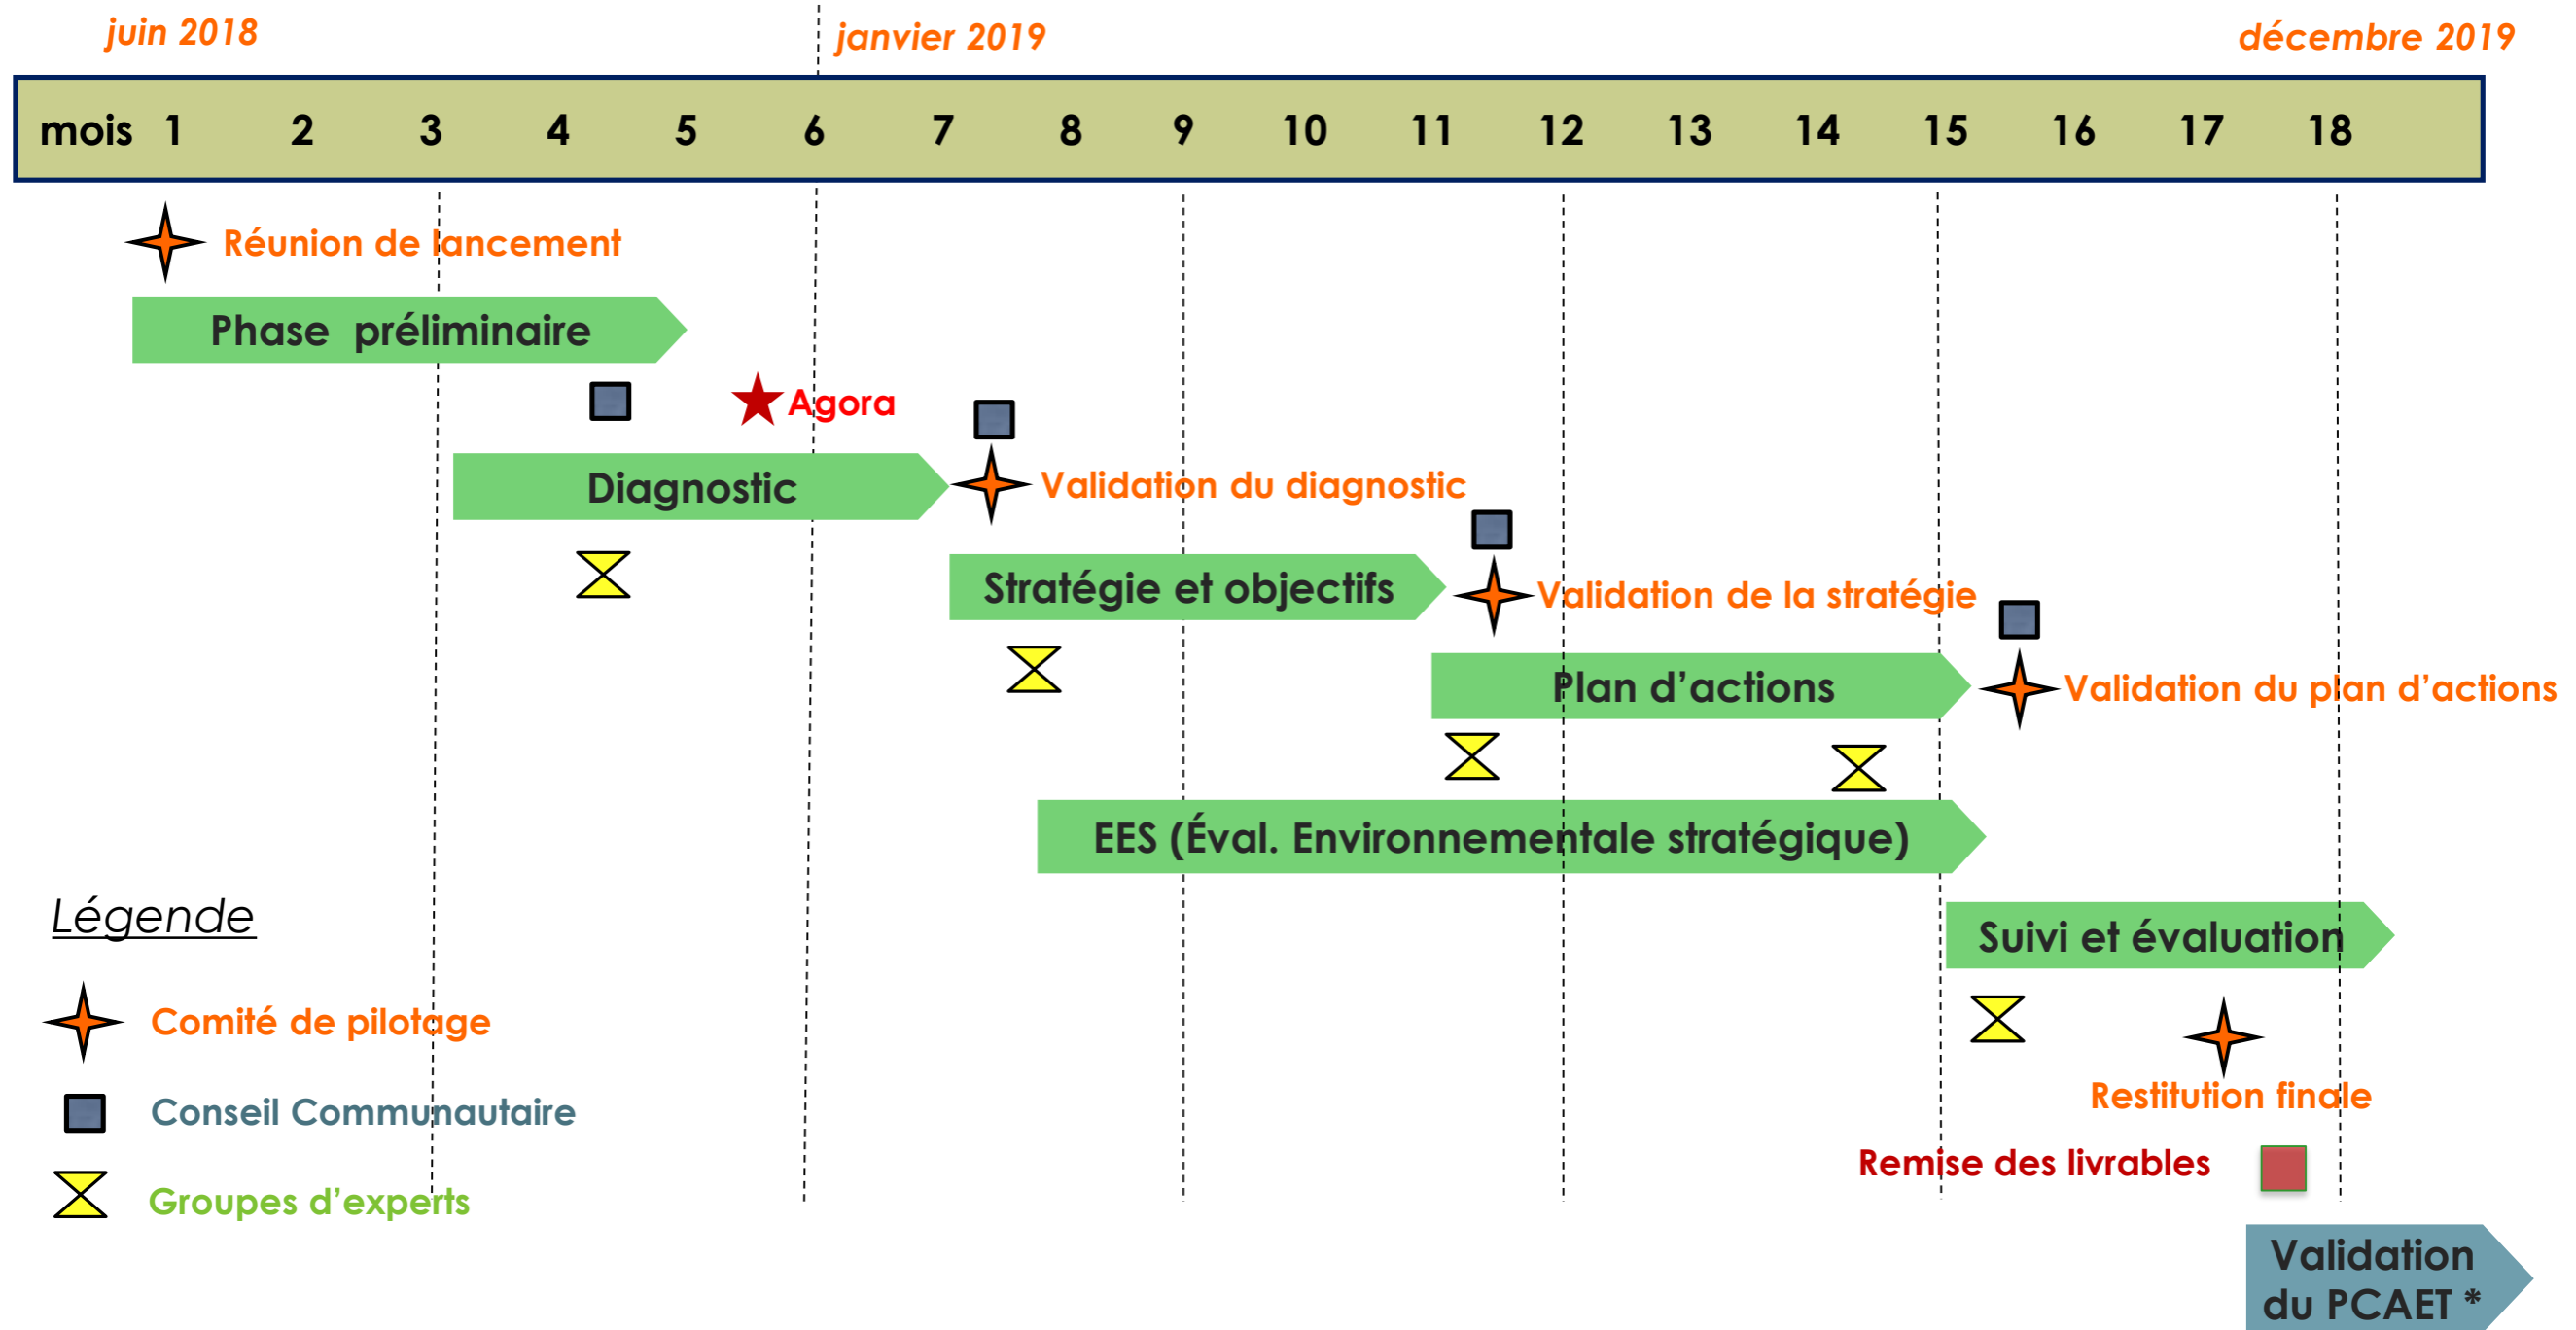 juin 2018
janvier 2019
décembre 2019
mois 1 2 3 4 5 6 7 8 9 10 11 12 13 14 15 16 17 18
Réunion de lancement
Phase préliminaire
Agora
Diagnostic
Validation du diagnostic
Stratégie et objectifs
Validation de la stratégie
Plan d’actions
Validation du plan d’actions
EES (Éval. Environnementale stratégique)
Légende
Suivi et évaluation
Comité de pilotage
Restitution finale
Conseil Communautaire
Remise des livrables
Groupes d’experts
Validation
du PCAET *